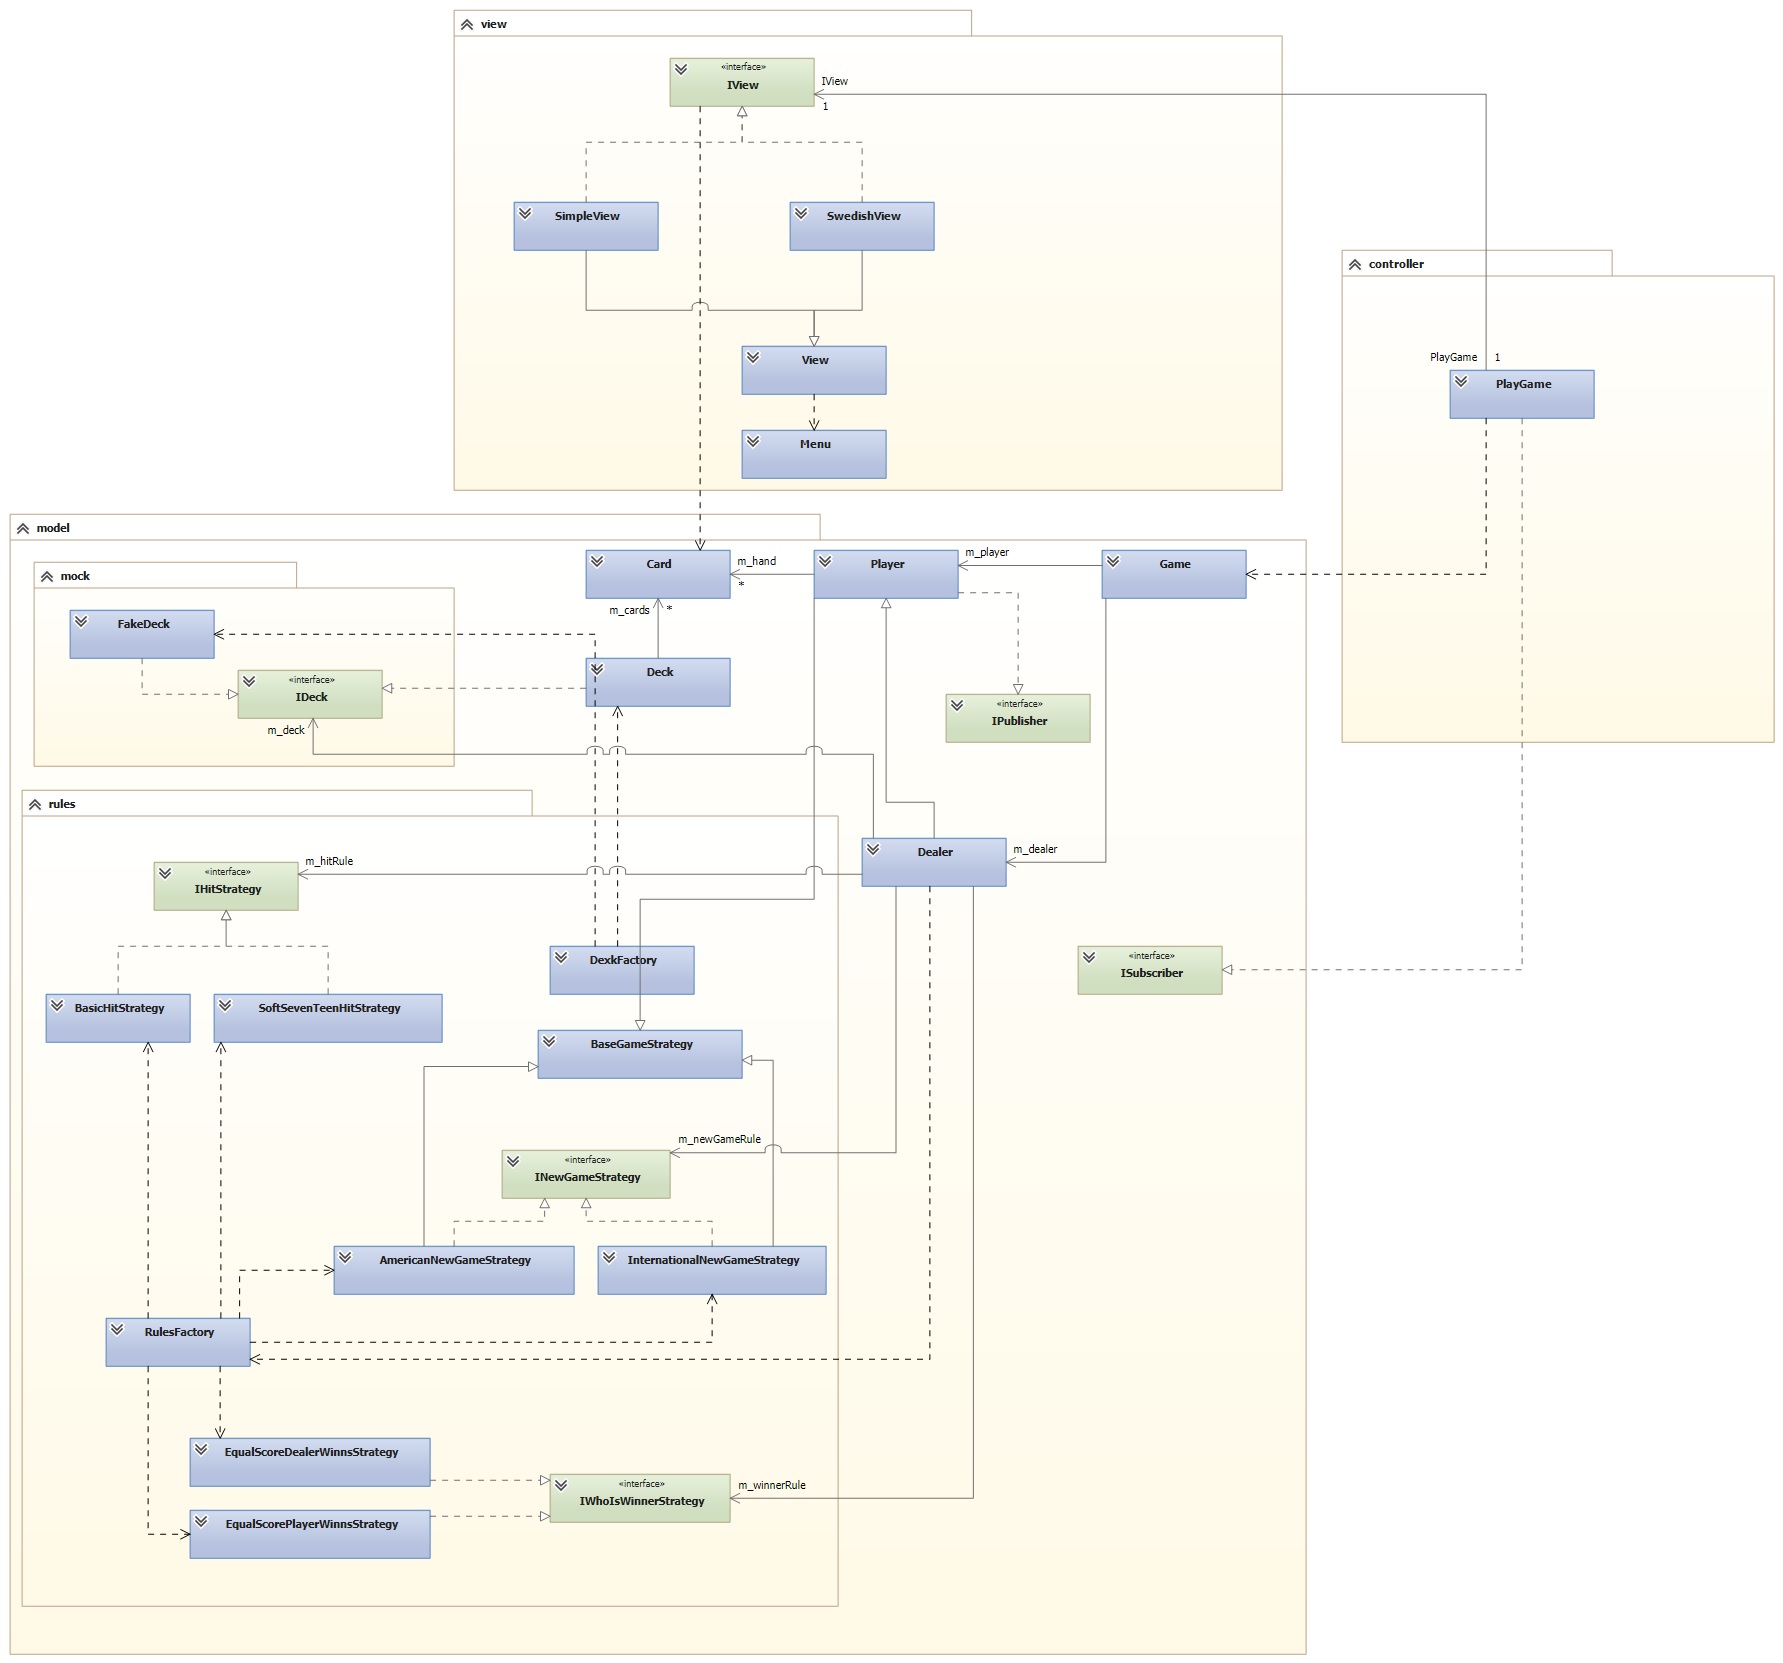 view
«interface»
IView
IView
1
SimpleView
SwedishView
View
Menu
controller
PlayGame
1
PlayGame
model
mock
FakeDeck
«interface»
IDeck
m_deck
Card
m_hand
*
m_cards
*
Deck
Player
m_player
Game
«interface»
IPublisher
rules
«interface»
IHitStrategy
m_hitRule
Dealer
m_dealer
DexkFactory
«interface»
ISubscriber
BasicHitStrategy
SoftSevenTeenHitStrategy
BaseGameStrategy
m_newGameRule
«interface»
INewGameStrategy
AmericanNewGameStrategy
InternationalNewGameStrategy
RulesFactory
EqualScoreDealerWinnsStrategy
EqualScorePlayerWinnsStrategy
«interface»
IWhoIsWinnerStrategy
m_winnerRule